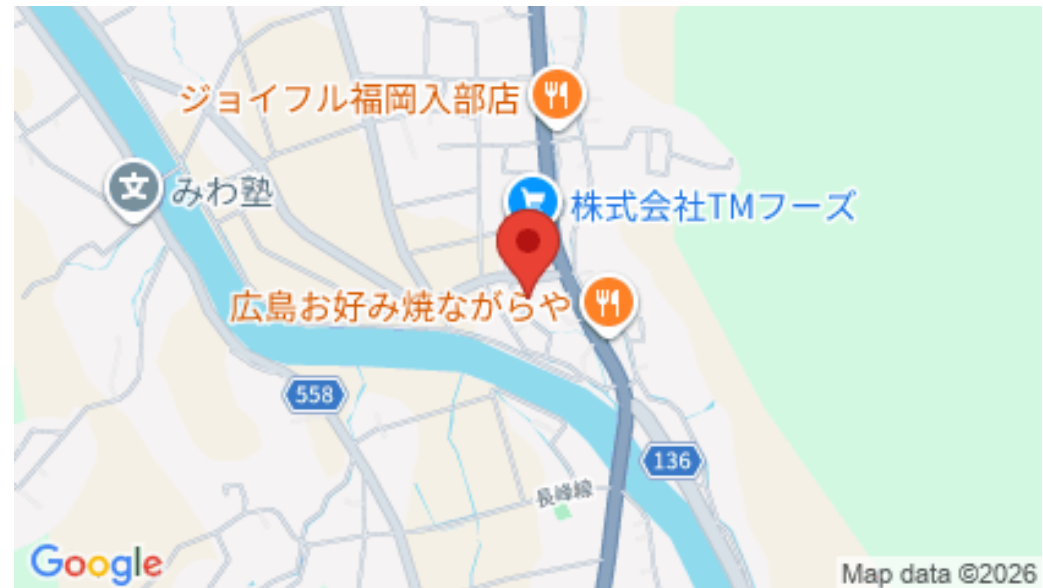 ジョイフル福岡入部店
みわ塾
文
株式会社TMフーズ
広島お好み焼ながらや
558
136
長峰線
Google
Map data ©2026